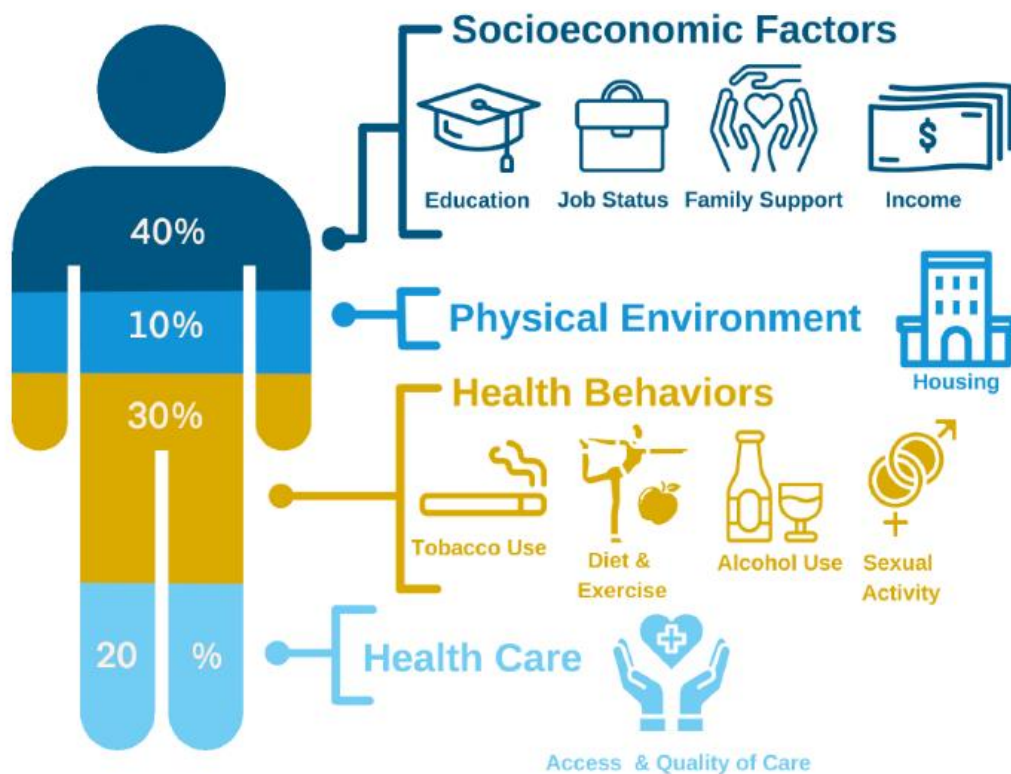 Socioeconomic Factors
$
Education Job Status Family Support Income
40%
10%
Physical Environment
Housing
30%
Health Behaviors
Tobacco Use Diet & Alcohol Use Sexual
Exercise Activity
20 %
Health Care
Access & Quality of Care